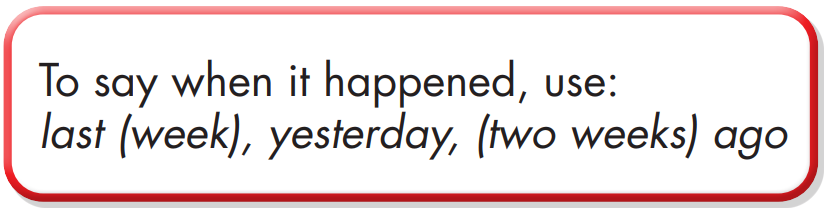 To say when it happened, use:
last (week), yesterday, (two weeks) ago